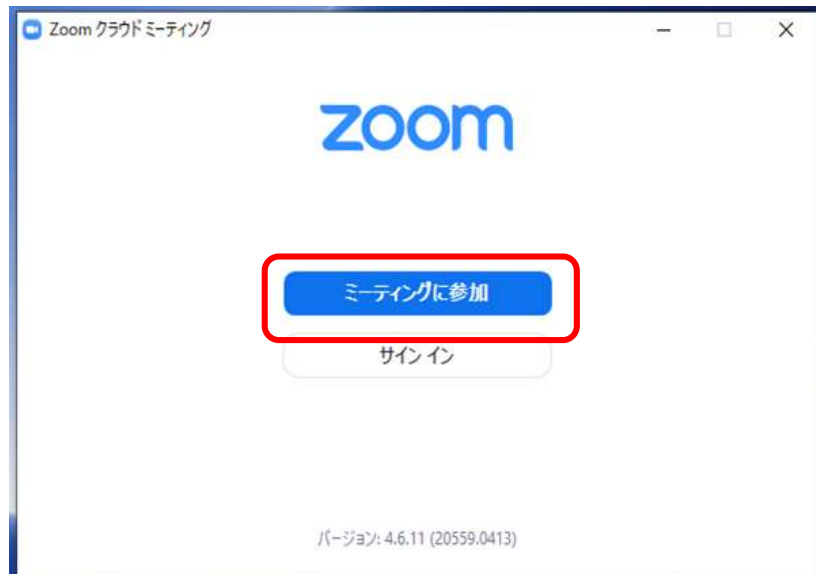 Zoom クラウド ミーティング
zoom
ミーティングに参加
サイン イン
バージョン: 4.6.11 (20559.0413)